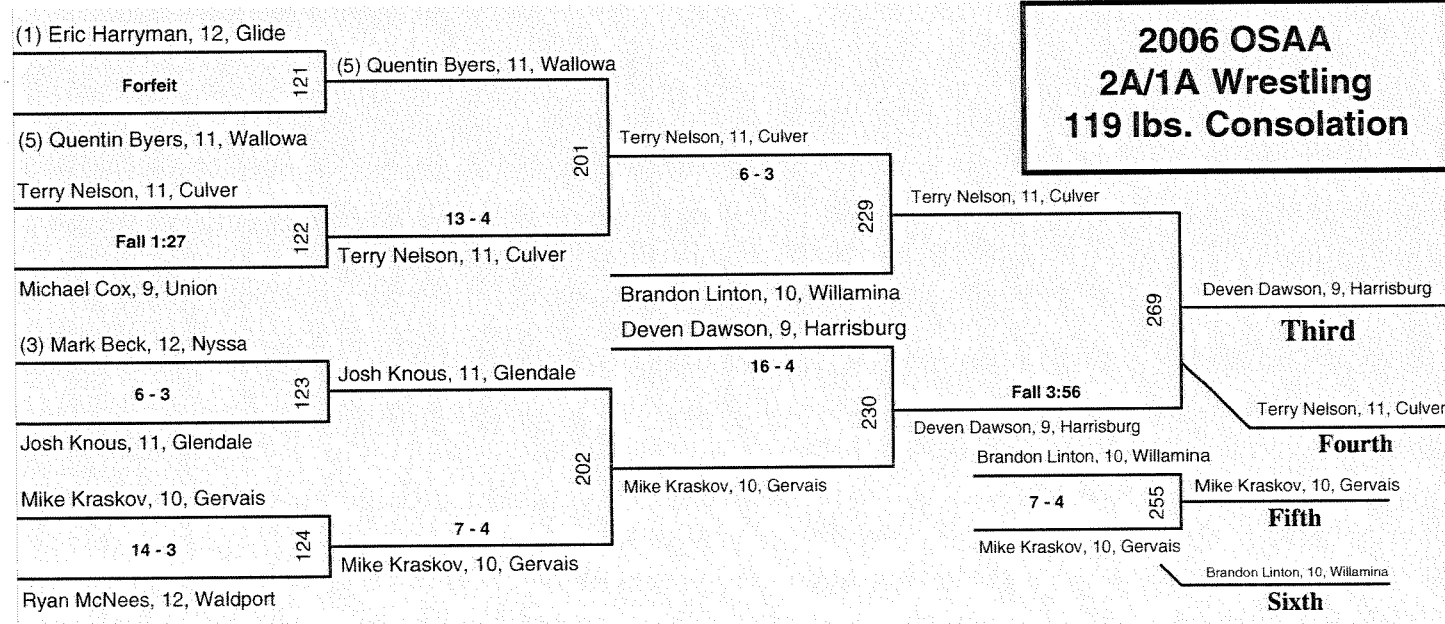 2006 OSAA
2A/1A Wrestling
119 lbs. Consolation
(1) Eric Harryman, 12, Glide
Forfeit
121
(5) Quentin Byers, 11, Wallowa
(5) Quentin Byers, 11, Wallowa
Terry Nelson, 11, Culver
Fall 1:27
122
Michael Cox, 9, Union
13 - 4
201
Terry Nelson, 11, Culver
(3) Mark Beck, 12, Nyssa
6 - 3
123
Josh Knous, 11, Glendale
Josh Knous, 11, Glendale
Mike Kraskov, 10, Gervais
14 - 3
124
Ryan McNees, 12, Waldport
7 - 4
202
Mike Kraskov, 10, Gervais
Terry Nelson, 11, Culver
6 - 3
229
Brandon Linton, 10, Willamina
Deven Dawson, 9, Harrisburg
16 - 4
230
Mike Kraskov, 10, Gervais
Terry Nelson, 11, Culver
Fall 3:56
269
Deven Dawson, 9, Harrisburg
Deven Dawson, 9, Harrisburg
Third
Terry Nelson, 11, Culver
Fourth
Brandon Linton, 10, Willamina
7 - 4
255
Mike Kraskov, 10, Gervais
Mike Kraskov, 10, Gervais
Fifth
Brandon Linton, 10, Willamina
Sixth